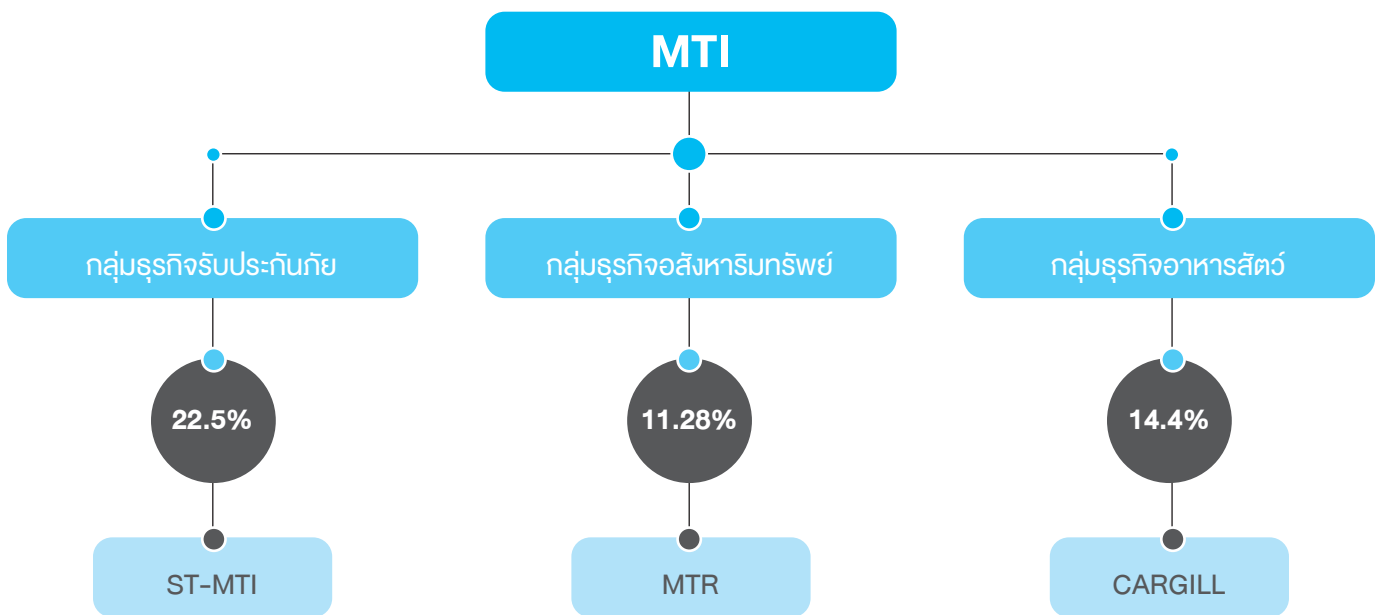 MTI
กลุ่มธุรกิจรับประกันภัย
กลุ่มธุรกิจอสังหาริมทรัพย์
กลุ่มธุรกิจอาหารสัตว์
22.5%
11.28%
14.4%
ST-MTI
MTR
CARGILL